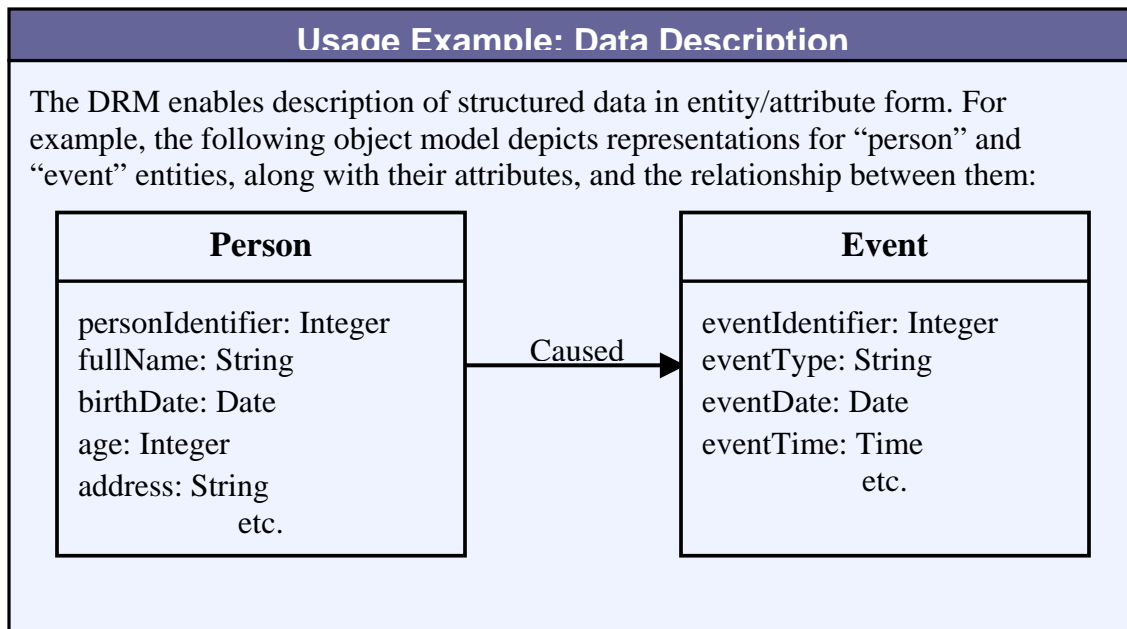 Usage Example: Data Description
The DRM enables description of structured data in entity/attribute form. For
example, the following object model depicts representations for “person” and
“event” entities, along with their attributes, and the relationship between them:
Person
personIdentifier: Integer
fullName: String
birthDate: Date
age: Integer
address: String
etc.
Caused
Event
eventIdentifier: Integer
eventType: String
eventDate: Date
eventTime: Time
etc.